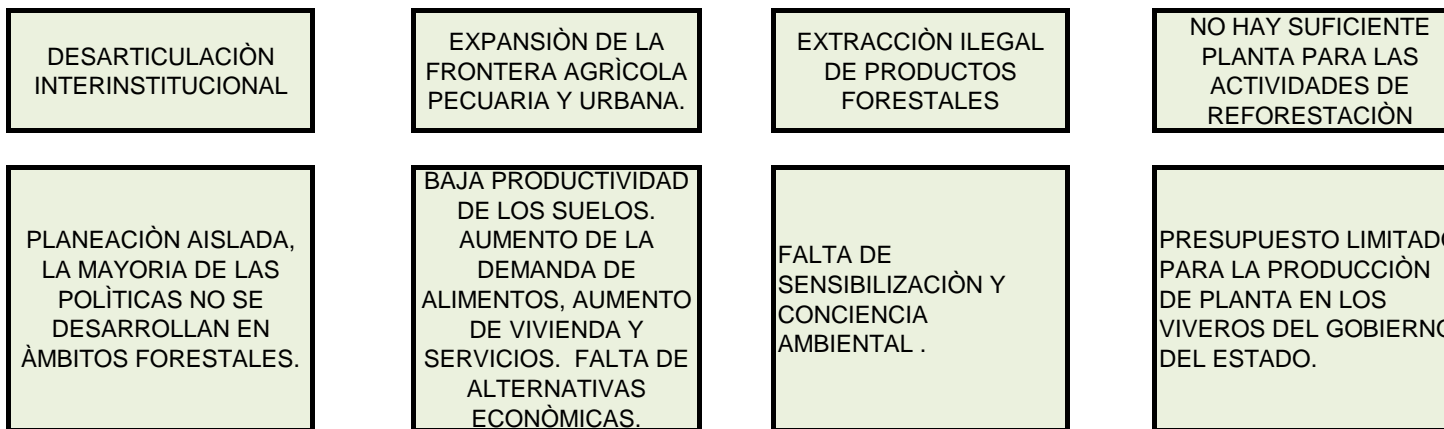 DESARTICULACIÒN
INTERINSTITUCIONAL
EXPANSIÒN DE LA
FRONTERA AGRÌCOLA
PECUARIA Y URBANA.
EXTRACCIÒN ILEGAL
DE PRODUCTOS
FORESTALES
NO HAY SUFICIENTE
PLANTA PARA LAS
ACTIVIDADES DE
REFORESTACIÒN
PLANEACIÒN AISLADA,
LA MAYORIA DE LAS
POLÌTICAS NO SE
DESARROLLAN EN
ÀMBITOS FORESTALES.
BAJA PRODUCTIVIDAD
DE LOS SUELOS.
AUMENTO DE LA
DEMANDA DE
ALIMENTOS, AUMENTO
DE VIVIENDA Y
SERVICIOS.  FALTA DE
ALTERNATIVAS
ECONÒMICAS.
FALTA DE
SENSIBILIZACIÒN Y
CONCIENCIA
AMBIENTAL .
PRESUPUESTO LIMITADO
PARA LA PRODUCCIÒN
DE PLANTA EN LOS
VIVEROS DEL GOBIERNO
DEL ESTADO.